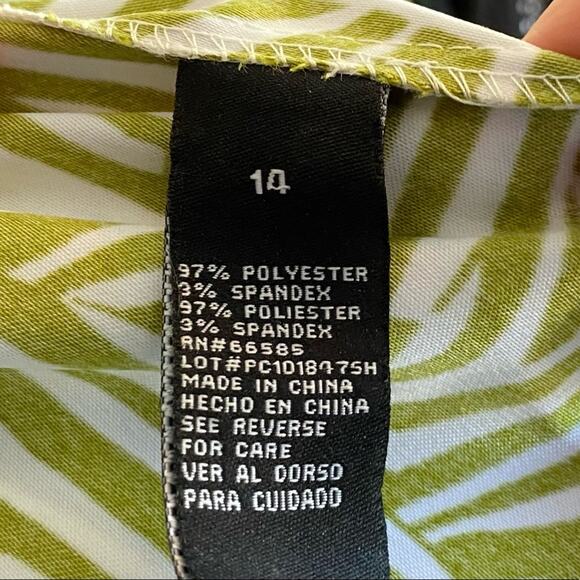 14
97% POLYESTER
3% SPANDEX
97% POLIESTER
3% SPANDEX
RN#66585
LOT#PC1D1847SH
MADE IN CHINA
HECHO EN CHINA
SEE REVERSE
FOR CARE
VER AL DORSO
PARA CUIDADO